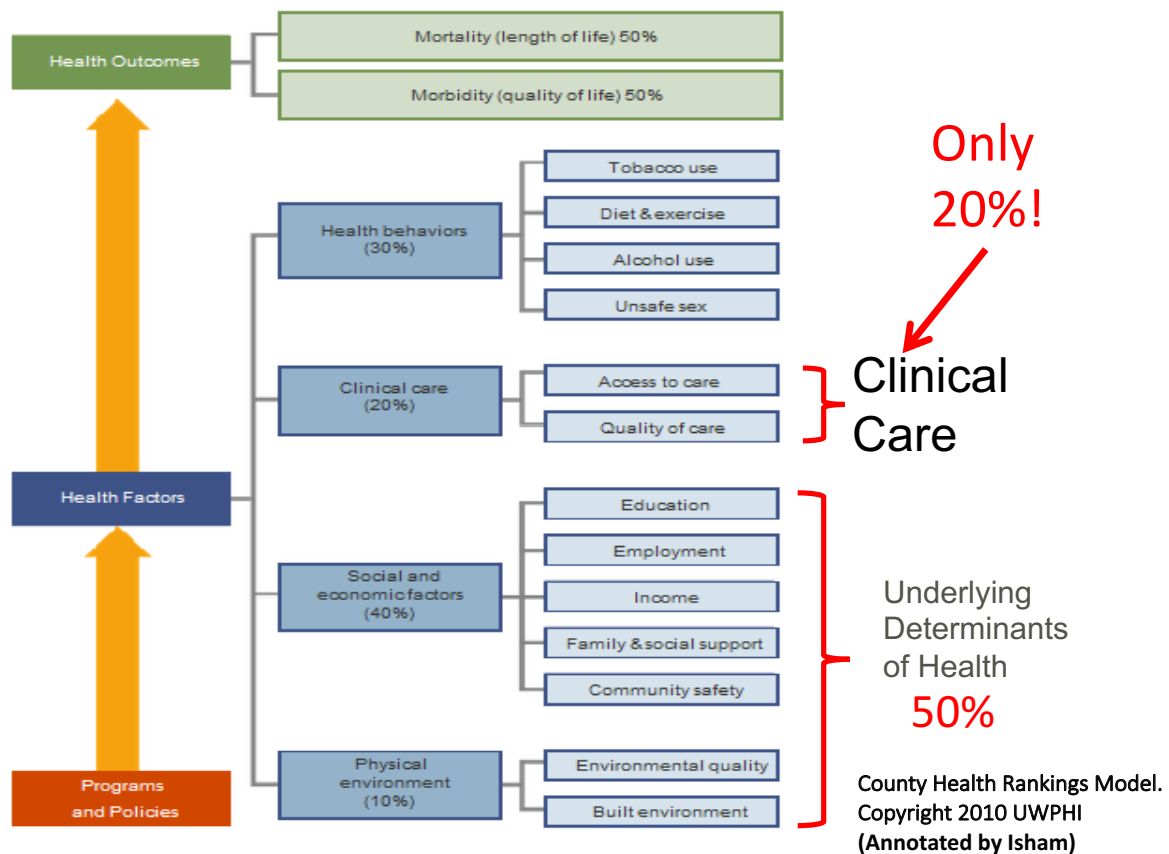 Health Outcomes
Mortality (length of life) 50%
Morbidity (quality of life) 50%
Health behaviors
(30%)
Tobacco use
Diet & exercise
Alcohol use
Unsafe sex
Only
20%!
Clinical care
(20%)
Access to care
Quality of care
Clinical
Care
Health Factors
Social and
economic factors
(40%)
Education
Employment
Income
Family & social support
Community safety
Underlying
Determinants
of Health
50%
Physical
environment
(10%)
Environmental quality
Built environment
Programs
and Policies
County Health Rankings Model.
Copyright 2010 UWPHI
(Annotated by Isham)